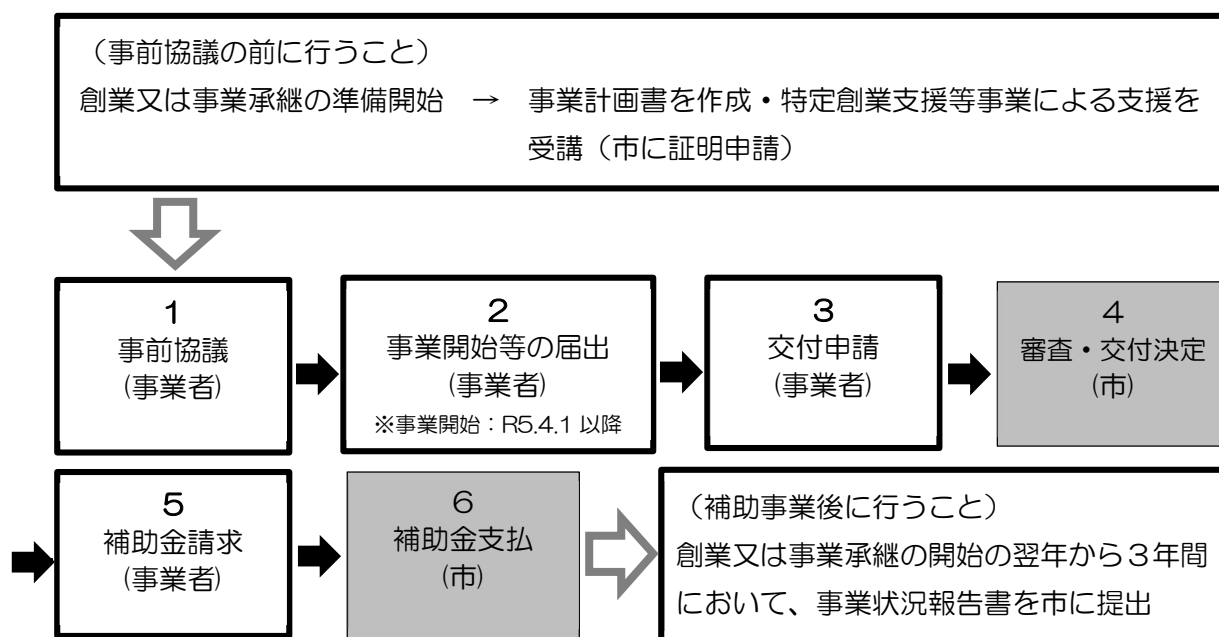 （事前協議の前に行うこと）
創業又は事業承継の準備開始　→　事業計画書を作成・特定創業支援等事業による支援を
受講（市に証明申請）
１
事前協議
(事業者)
２
事業開始等の届出
(事業者)
※事業開始：R5.4.1 以降
３
交付申請
(事業者)
４
審査・交付決定
(市)
５
補助金請求
(事業者)
６
補助金支払
(市)
（補助事業後に行うこと）
創業又は事業承継の開始の翌年から３年間
において、事業状況報告書を市に提出